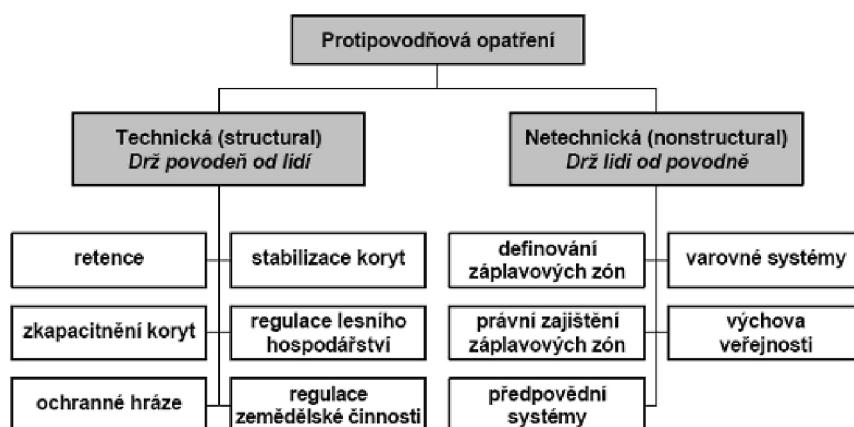 Protipovodňová opatření
Technická (structural)
Drž povodeň od lidí
Netechnická (nonstructural)
Drž lidi od povodně
retence
stabilizace koryt
definování
záplavových zón
varovné systémy
zkapacitnění koryt
regulace lesního
hospodářství
právní zajištění
záplavových zón
výchova
veřejnosti
ochranné hráze
regulace
zemědělské činnosti
předpovědní
systémy